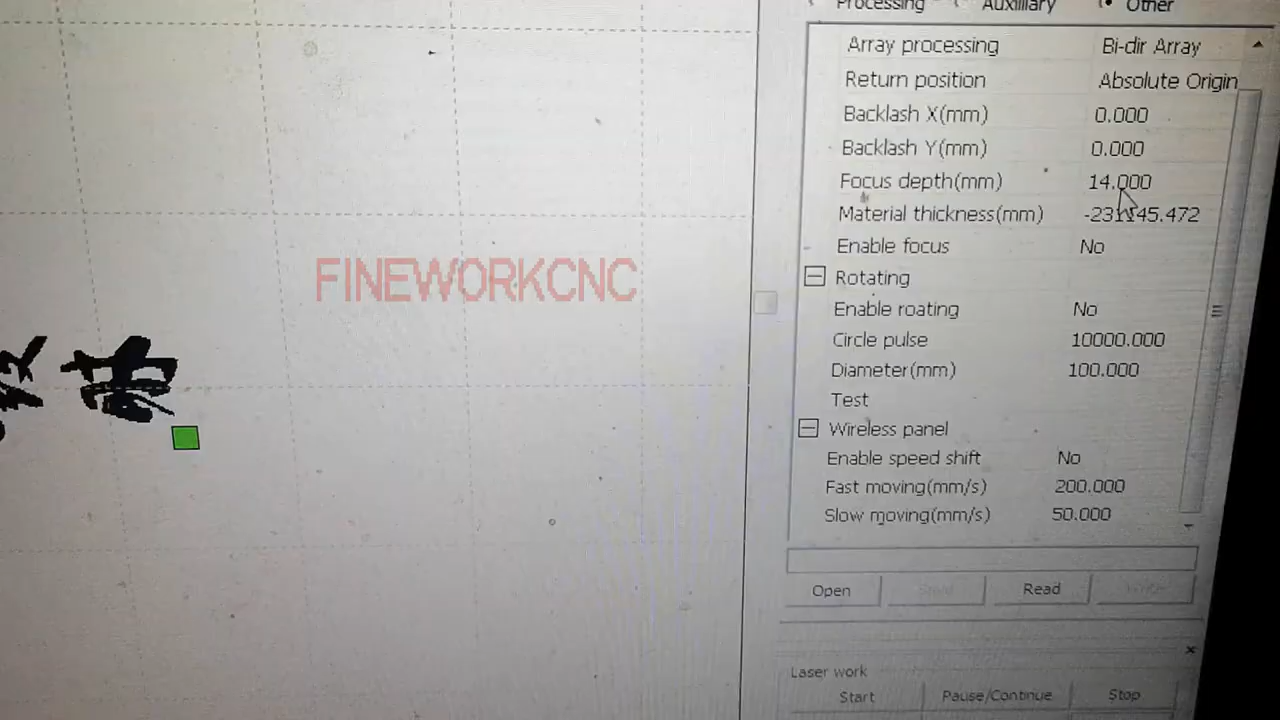 Processing Auxilliary Other
Array processing Bi-dir Array
Return position Absolute Origin
Backlash X(mm) 0.000
Backlash Y(mm) 0.000
Focus depth(mm) 14.000
Material thickness(mm)
Enable focus No
FINEWORKCNC
Rotating
Enable roating No
Circle pulse 10000.000
Diameter(mm) 100.000
Test
Wireless panel
Enable speed shift No
Fast moving(mm/s) 200.000
Slow moving(mm/s) 50.000
Open Read
Laser work
Start Pause/Continue Stop